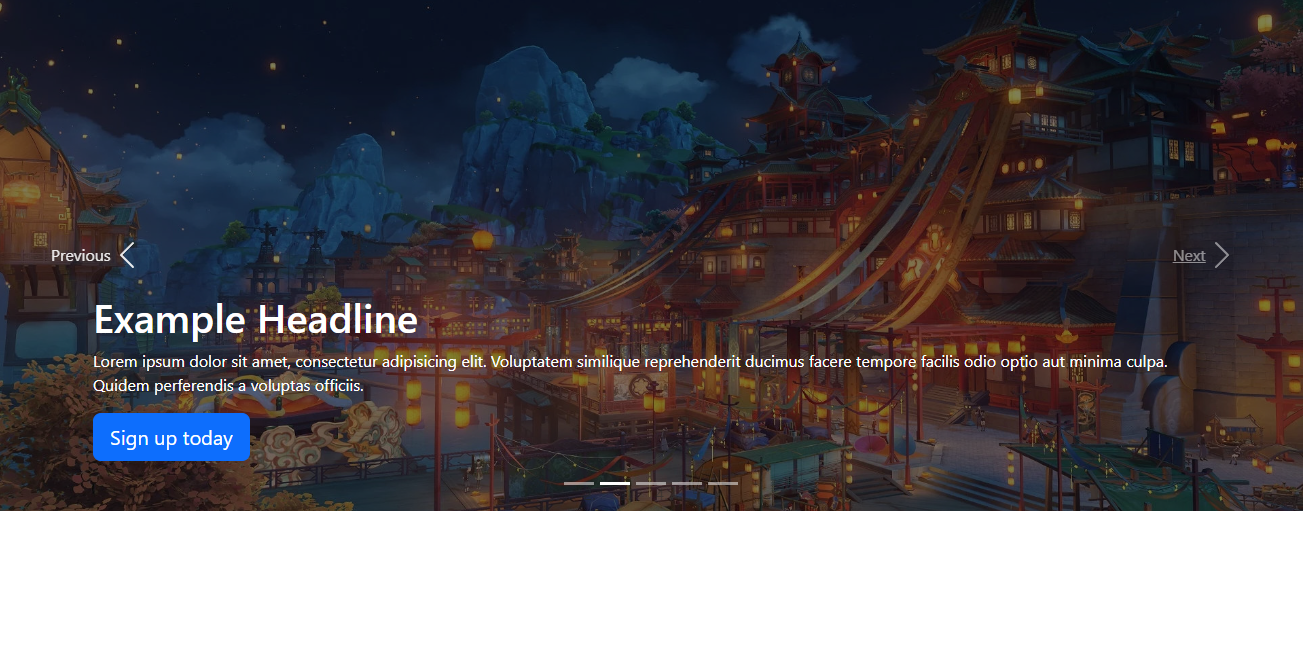 Previous
Next
Example Headline
Lorem ipsum dolor sit amet, consectetur adipisicing elit. Voluptatem similique reprehenderit ducimus facere tempore facilis odio optio aut minima culpa.
Quidem perferendis a voluptas officiis.
Sign up today